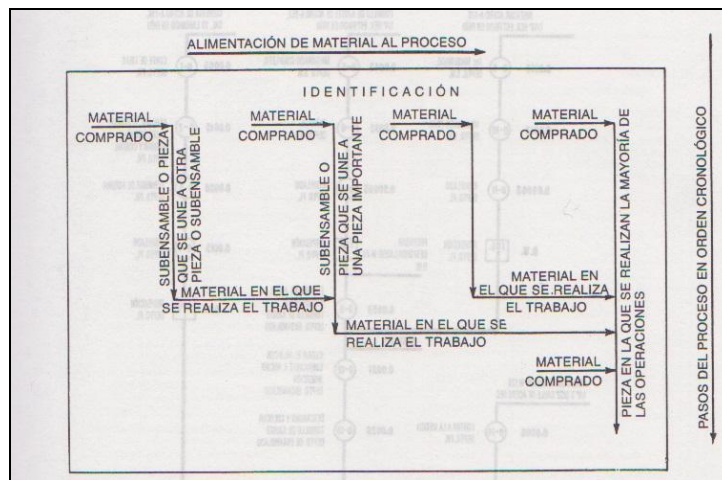 ALIMENTACIÓN DE MATERIAL AL PROCESO
IDENTIFICACIÓN
MATERIAL
COMPRADO
MATERIAL
COMPRADO
MATERIAL
COMPRADO
MATERIAL
COMPRADO
SUBENSAMBLE O PIEZA
QUE SE UNE A OTRA
PIEZA O SUBENSAMBLE
SUBENSAMBLE O
PIEZA QUE SE UNE A
UNA PIEZA IMPORTANTE
PIEZA EN LA QUE SE REALIZAN LA MAYORÍA DE
LAS OPERACIONES
PASOS DEL PROCESO EN ORDEN CRONOLÓGICO
MATERIAL EN EL QUE
SE REALIZA EL TRABAJO
MATERIAL EN
EL QUE SE REALIZA
EL TRABAJO
MATERIAL EN EL QUE SE
REALIZA EL TRABAJO
MATERIAL
COMPRADO